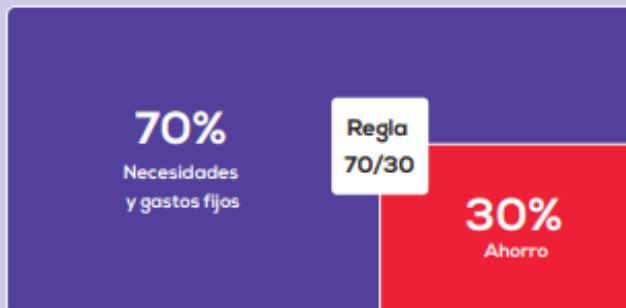 70%
Necesidades
y gastos fijos
Regla
70/30
30%
Ahorro